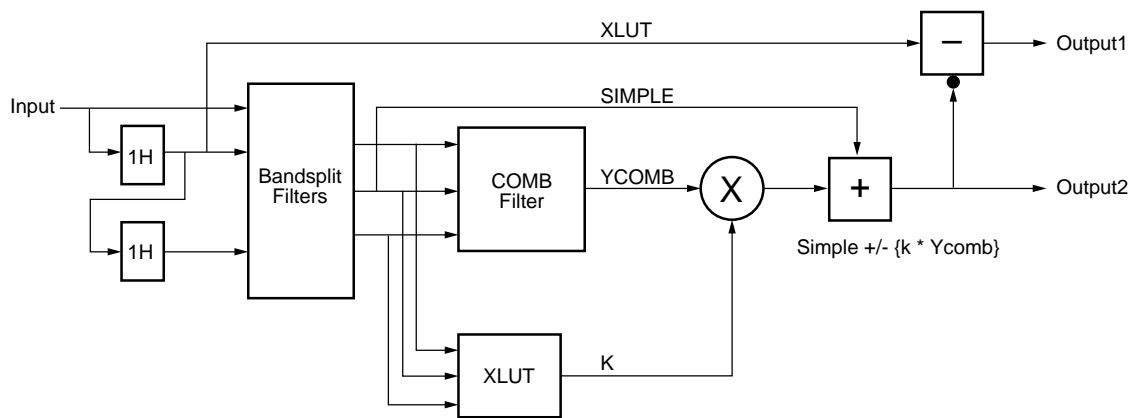 XLUT
−
Output1
Input
SIMPLE
1H
Bandsplit
Filters
COMB
Filter
YCOMB
X
+
Output2
1H
Simple +/- {k * Ycomb}
XLUT
K